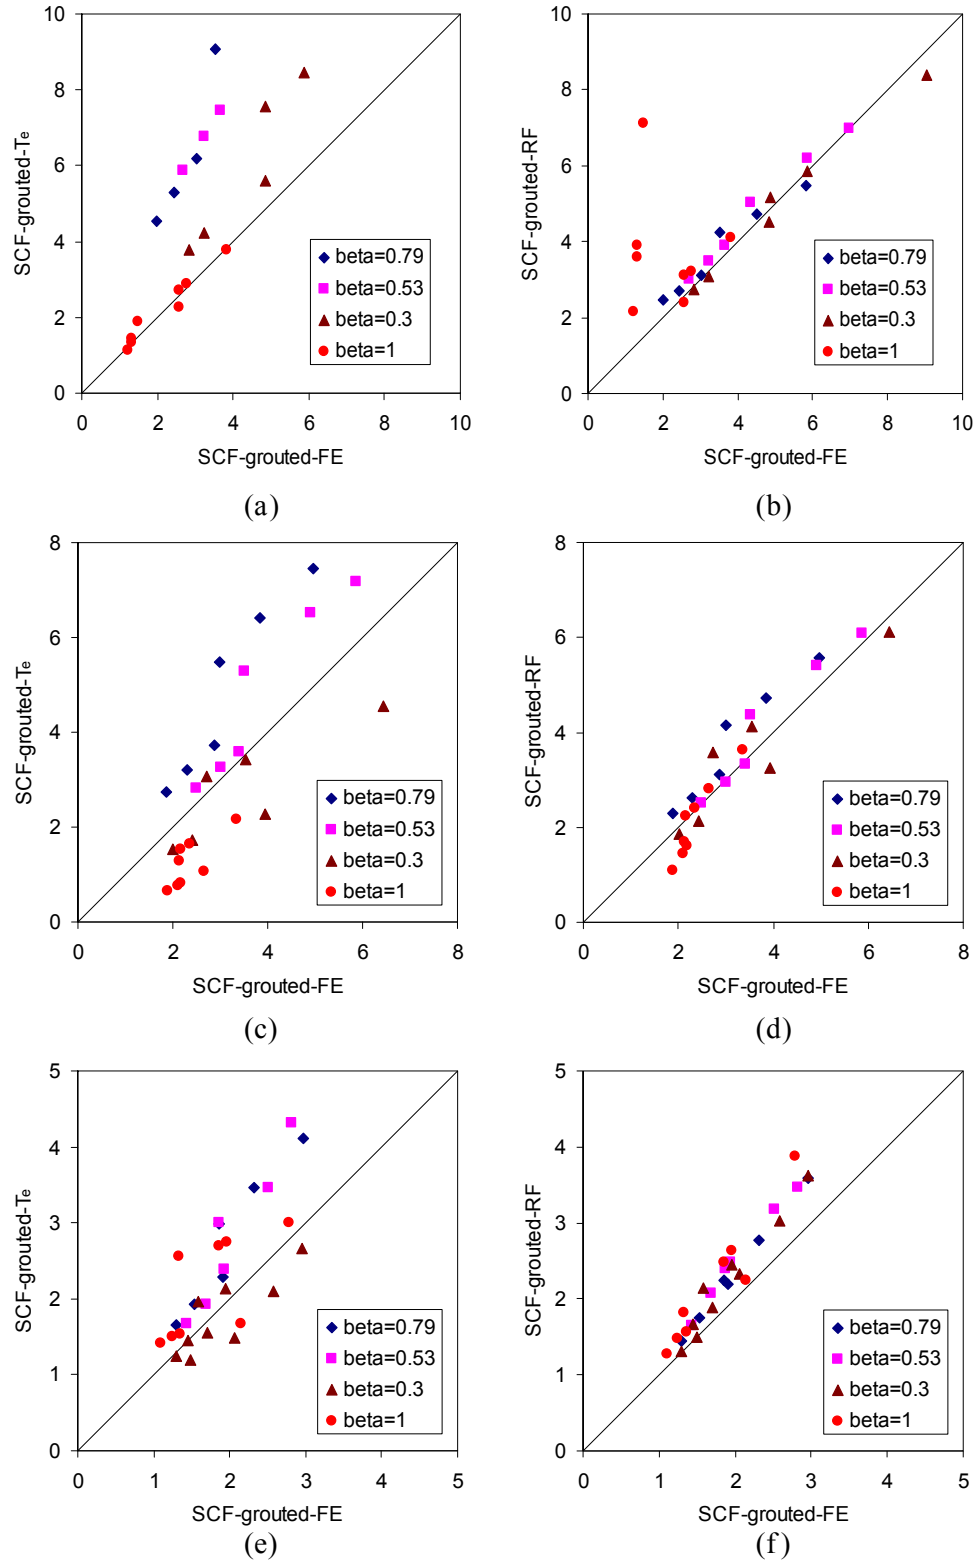 10
8
6
4
2
0
0 2 4 6 8 10
SCF-grouted-Te
SCF-grouted-FE
beta=0.79
beta=0.53
beta=0.3
beta=1
(a)
10
8
6
4
2
0
0 2 4 6 8 10
SCF-grouted-RF
SCF-grouted-FE
beta=0.79
beta=0.53
beta=0.3
beta=1
(b)
8
6
4
2
0
0 2 4 6 8
SCF-grouted-Te
SCF-grouted-FE
beta=0.79
beta=0.53
beta=0.3
beta=1
(c)
8
6
4
2
0
0 2 4 6 8
SCF-grouted-RF
SCF-grouted-FE
beta=0.79
beta=0.53
beta=0.3
beta=1
(d)
5
4
3
2
1
0
0 1 2 3 4 5
SCF-grouted-Te
SCF-grouted-FE
beta=0.79
beta=0.53
beta=0.3
beta=1
(e)
5
4
3
2
1
0
0 1 2 3 4 5
SCF-grouted-RF
SCF-grouted-FE
beta=0.79
beta=0.53
beta=0.3
beta=1
(f)